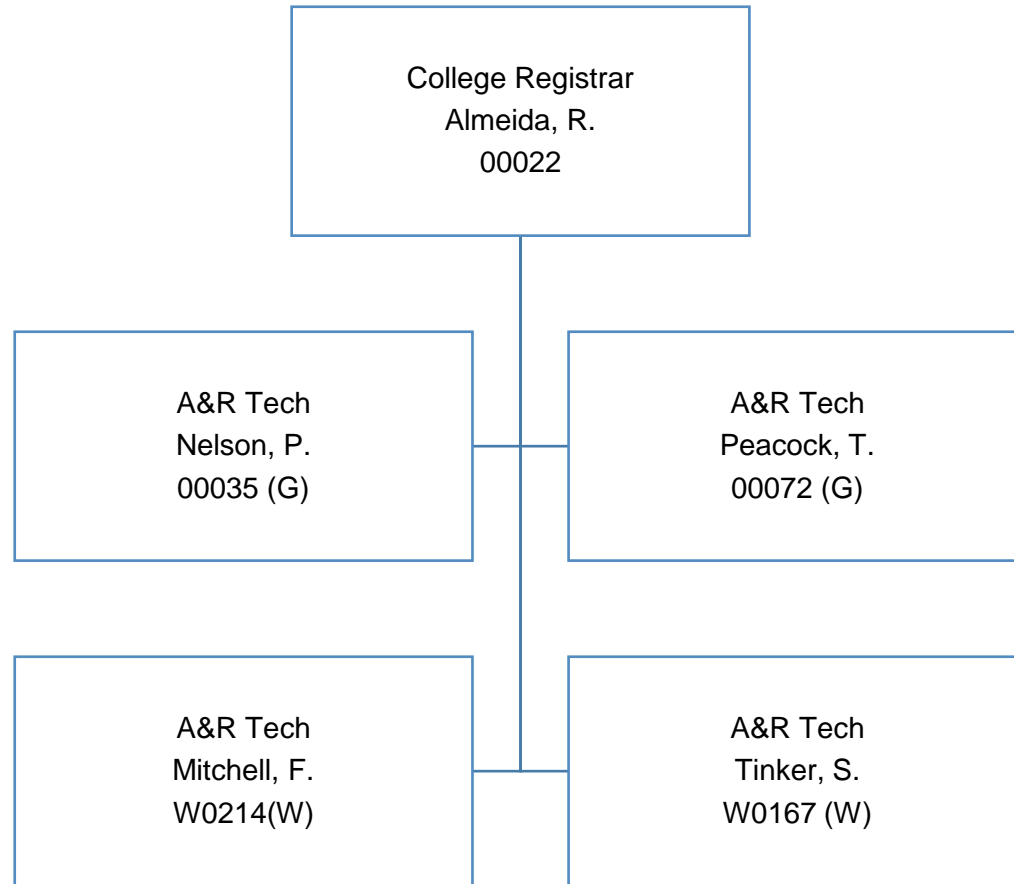 College Registrar
Almeida, R.
00022
A&R Tech
Nelson, P.
00035 (G)
A&R Tech
Peacock, T.
00072 (G)
A&R Tech
Mitchell, F.
W0214(W)
A&R Tech
Tinker, S.
W0167 (W)